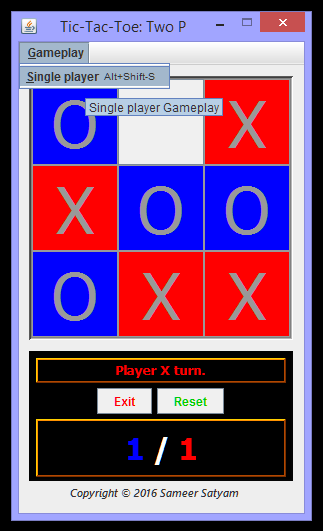 Tic-Tac-Toe: Two P
Gameplay
Single player Alt+Shift-S
Single player Gameplay
O X
X O O
O X X
Player X turn.
Exit Reset
1 / 1
Copyright © 2016 Sameer Satyam